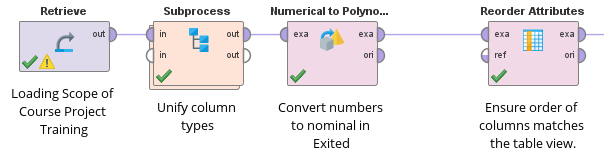 Retrieve
Subprocess
Numerical to Polyno...
Reorder Attributes
out
in
out
in
out
exa
exa
ori
exa
exa
ref
ori
Loading Scope of
Course Project
Training
Unify column
types
Convert numbers
to nominal in
Exited
Ensure order of
columns matches
the table view.